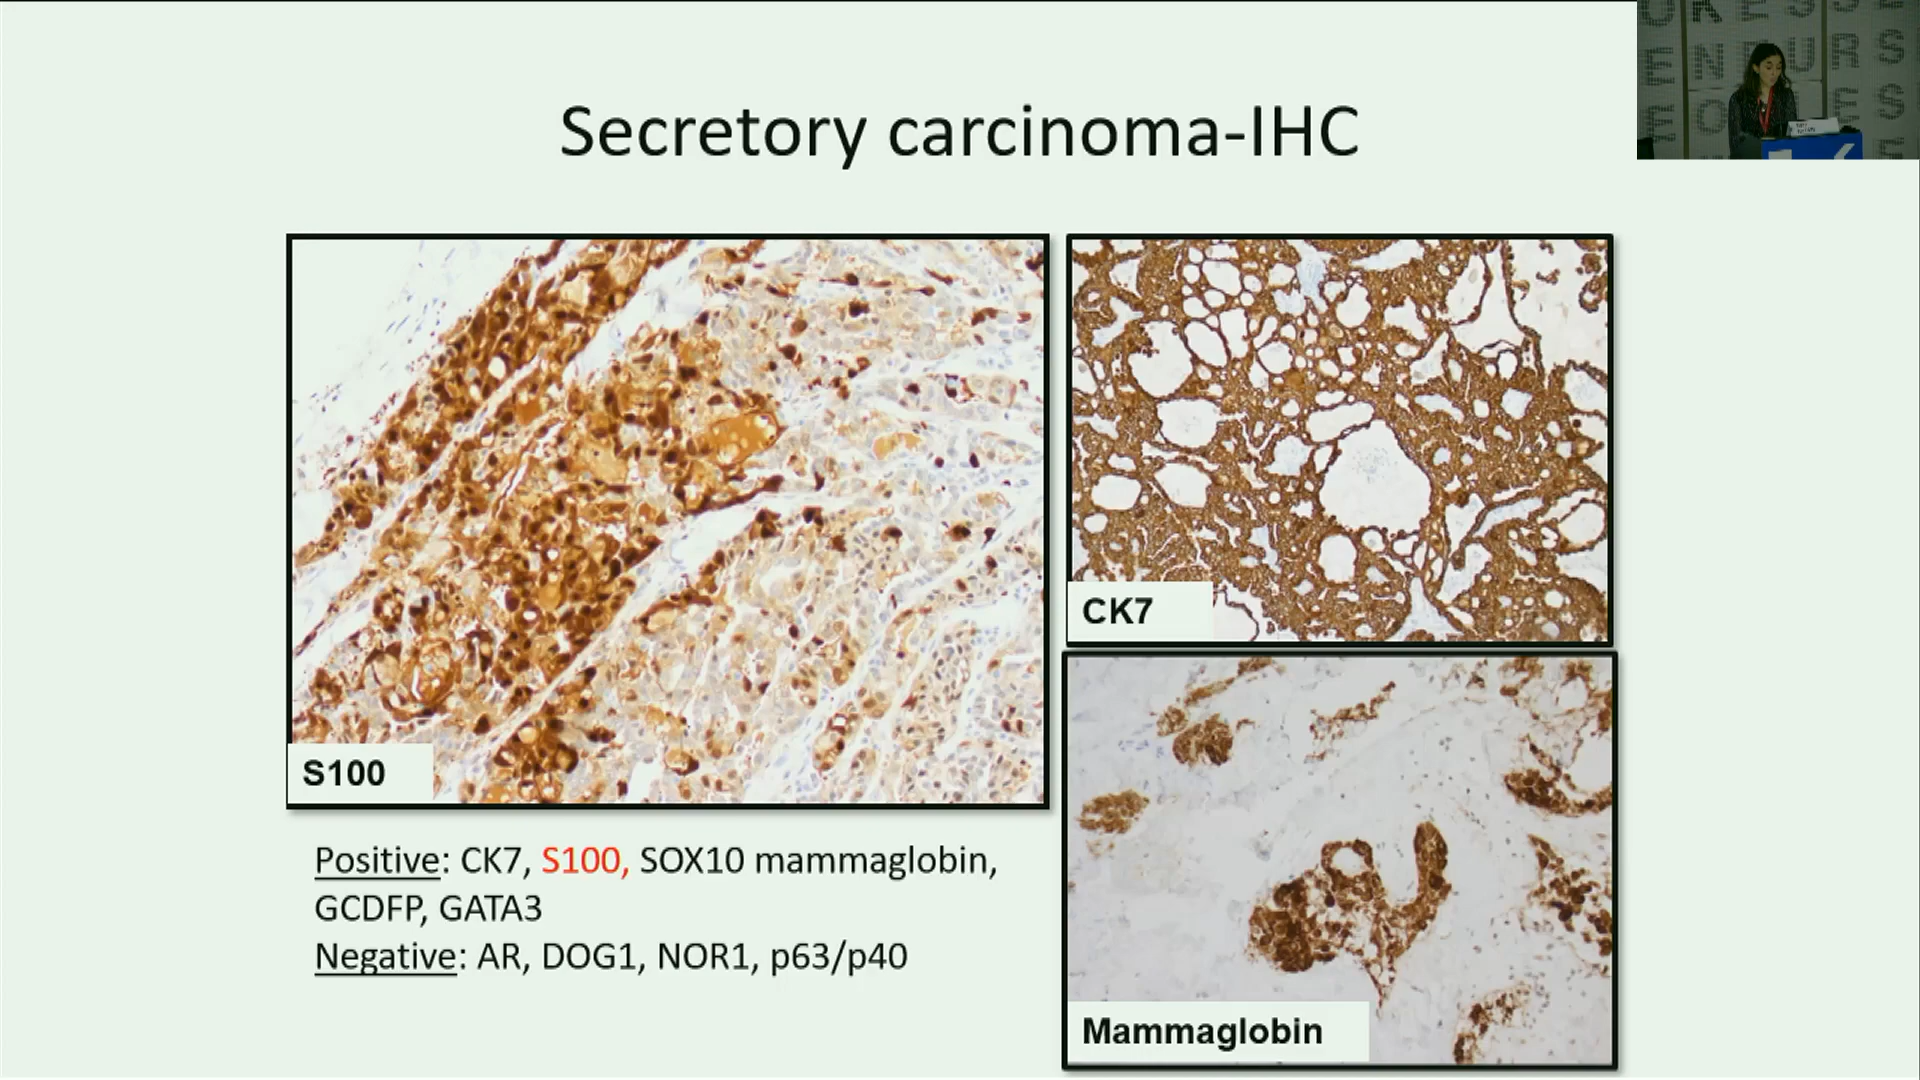 Secretory carcinoma-IHC
S100
CK7
Mammaglobin
Positive: CK7, S100, SOX10 mammaglobin,
GCDFP, GATA3
Negative: AR, DOG1, NOR1, p63/p40